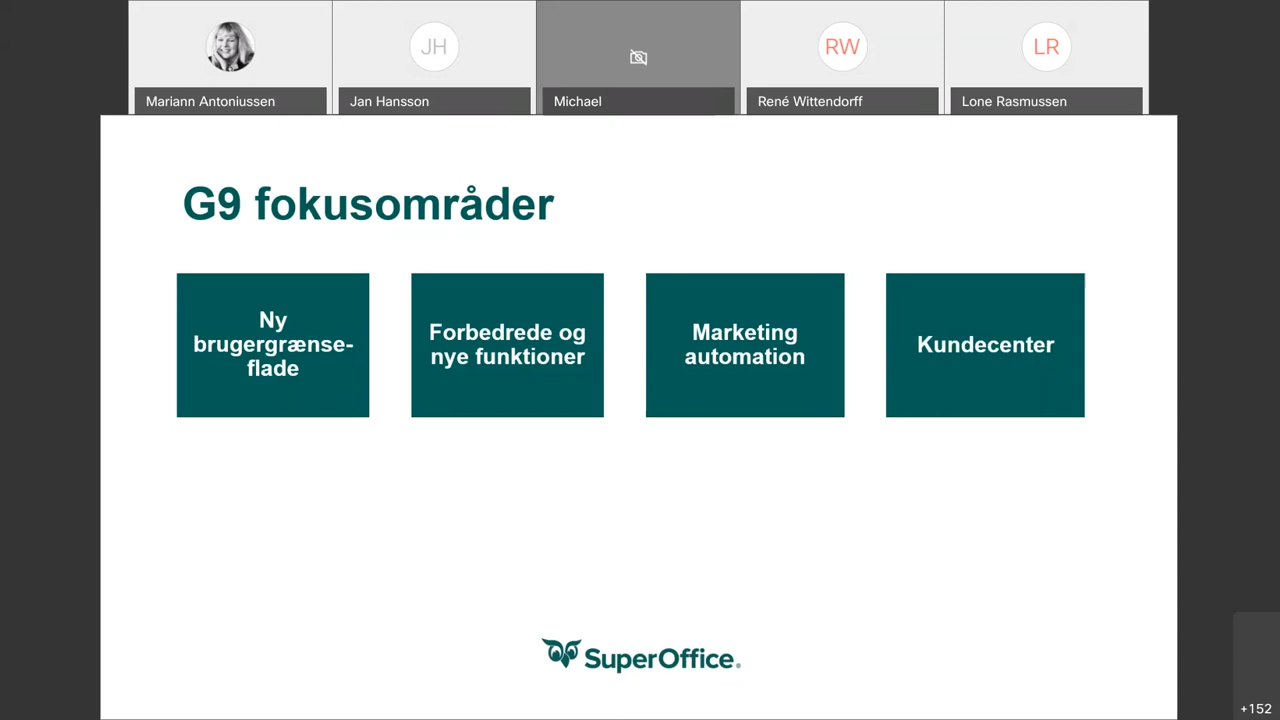 JH
RW
LR
Mariann Antoniussen
Jan Hansson
Michael
René Wittendorff
Lone Rasmussen
G9 fokusområder
Ny
brugergrænse-
flade
Forbedrede og
nye funktioner
Marketing
automation
Kundecenter
SuperOffice.
+152